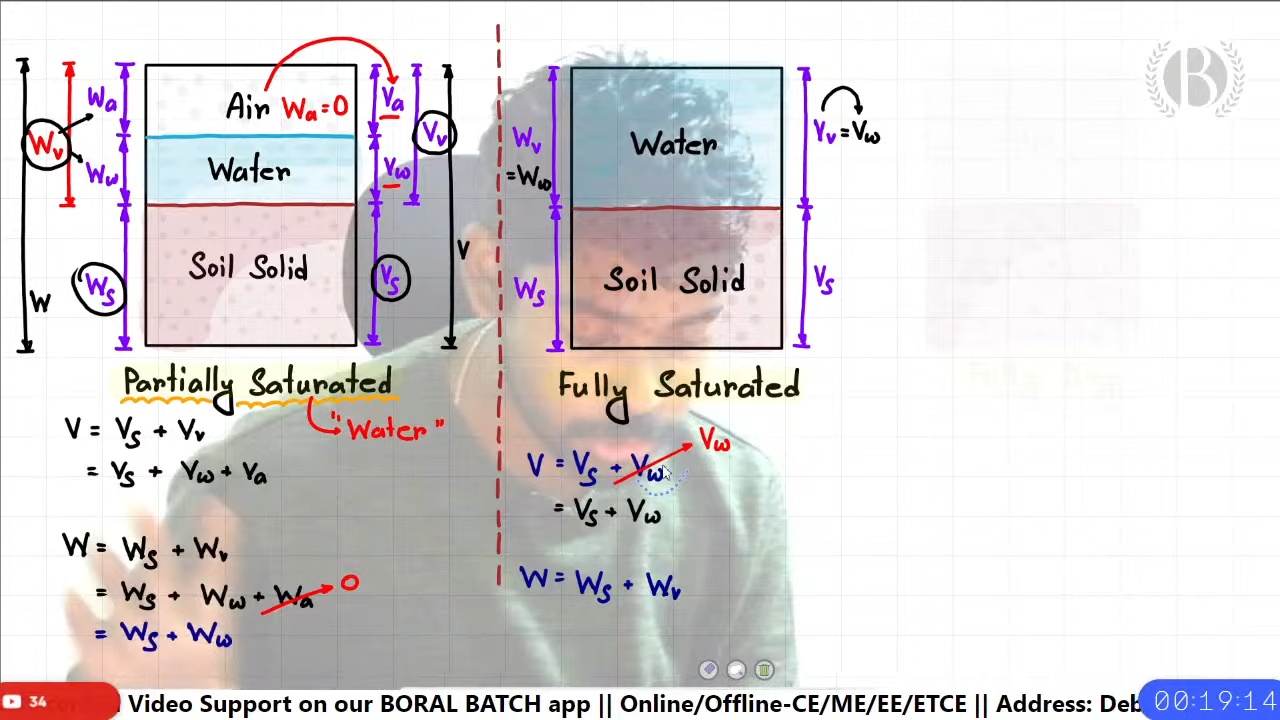 Air Wa=0
Water
Soil Solid
Wa
Wv
Ww
Ws
W
Va
Vv
Vw
V
Vs
Partially Saturated
"Water"
V = Vs + Vv
= Vs + Vw + Va
W = Ws + Wv
= Ws + Ww + Wa 0
= Ws + Ww
Water
Soil Solid
Wv
= Ww
Ws
Vv = Vw
Vs
Fully Saturated
Vw
V = Vs + Vw
= Vs + Vw
W = Ws + Wv
B
34
Video Support on our BORAL BATCH app || Online/Offline-CE/ME/EE/ETCE || Address: Deb
00:19:14